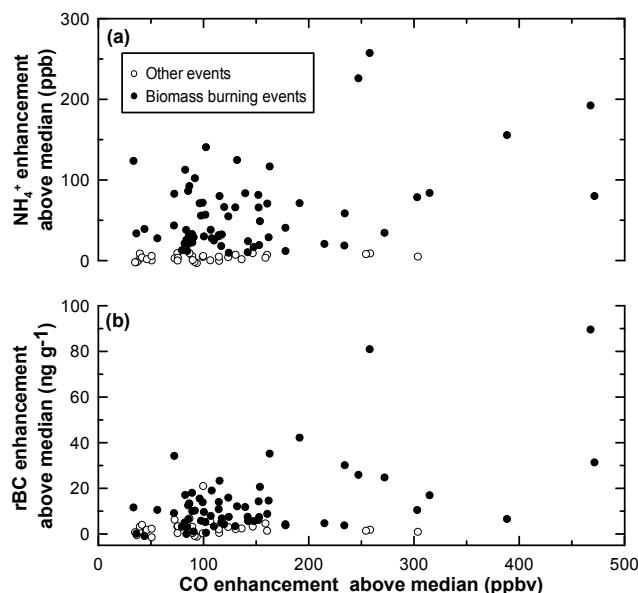 (a)
Other events
Biomass burning events
NH₄⁺ enhancement
above median (ppb)
300
200
100
0
(b)
rBC enhancement
above median (ng g⁻¹)
100
80
60
40
20
0
0 100 200 300 400 500
CO enhancement above median (ppbv)